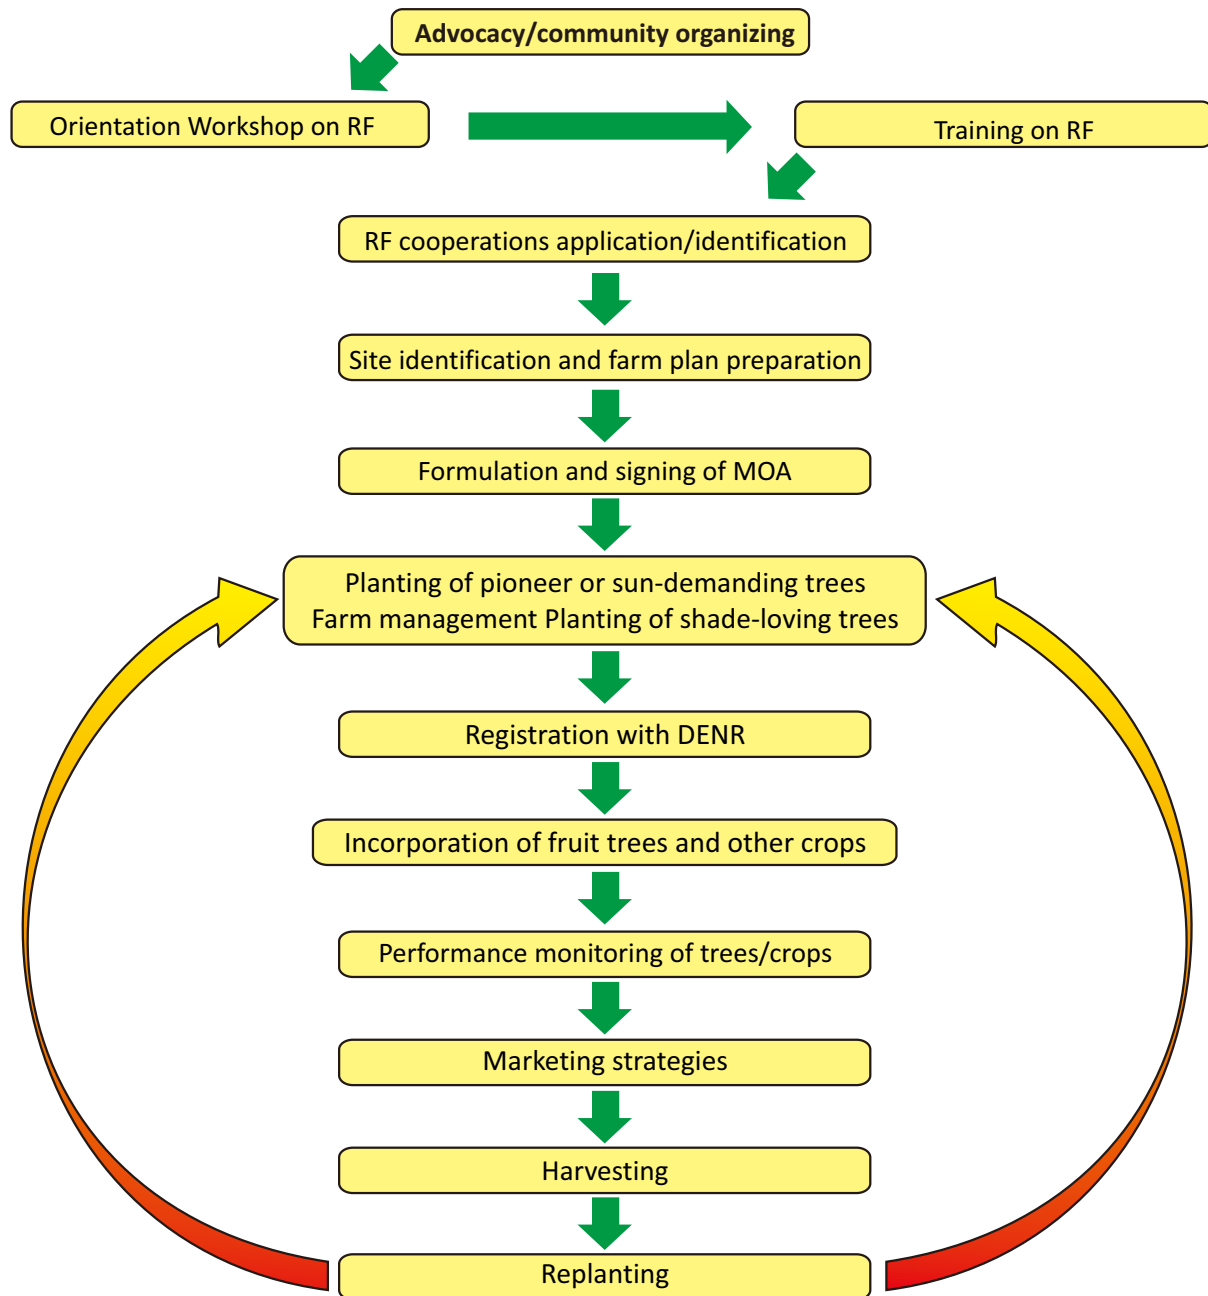 Advocacy/community organizing
Orientation Workshop on RF
Training on RF
RF cooperations application/identification
Site identification and farm plan preparation
Formulation and signing of MOA
Planting of pioneer or sun-demanding trees
Farm management Planting of shade-loving trees
Registration with DENR
Incorporation of fruit trees and other crops
Performance monitoring of trees/crops
Marketing strategies
Harvesting
Replanting